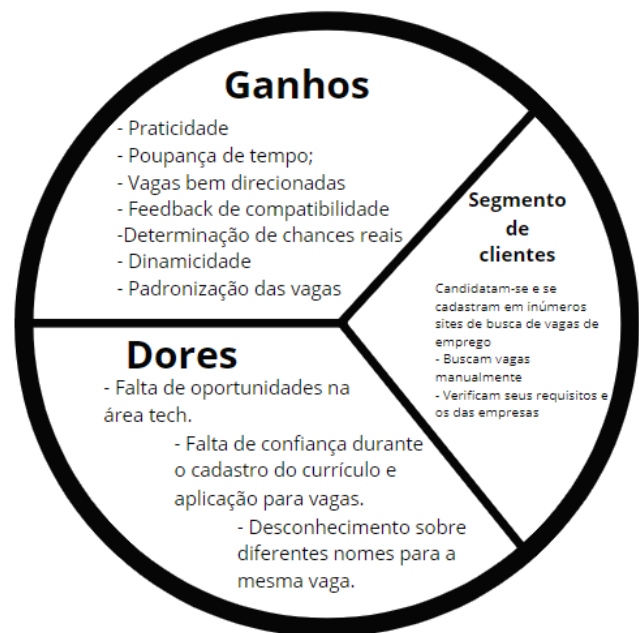 Ganhos
- Praticidade
- Poupança de tempo;
- Vagas bem direcionadas
- Feedback de compatibilidade
-Determinação de chances reais
- Dinamicidade
- Padronização das vagas
Segmento
de
clientes
Candidatam-se e se
cadastram em inúmeros
sites de busca de vagas de
emprego
- Buscam vagas
manualmente
- Verificam seus requisitos e
os das empresas
Dores
- Falta de oportunidades na
área tech.
- Falta de confiança durante
o cadastro do currículo e
aplicação para vagas.
- Desconhecimento sobre
diferentes nomes para a
mesma vaga.